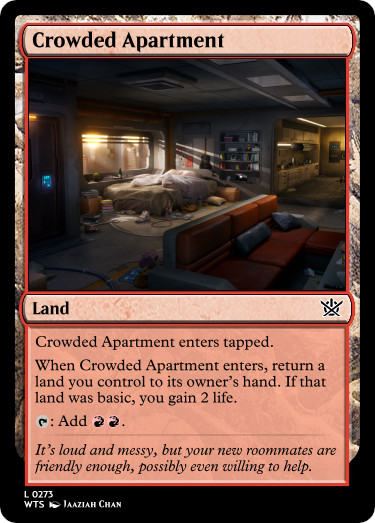 Crowded Apartment
Land
Crowded Apartment enters tapped.
When Crowded Apartment enters, return a
land you control to its owner's hand. If that
land was basic, you gain 2 life.
: Add .
It's loud and messy, but your new roommates are
friendly enough, possibly even willing to help.
L 0273
WTS Jaaziah Chan